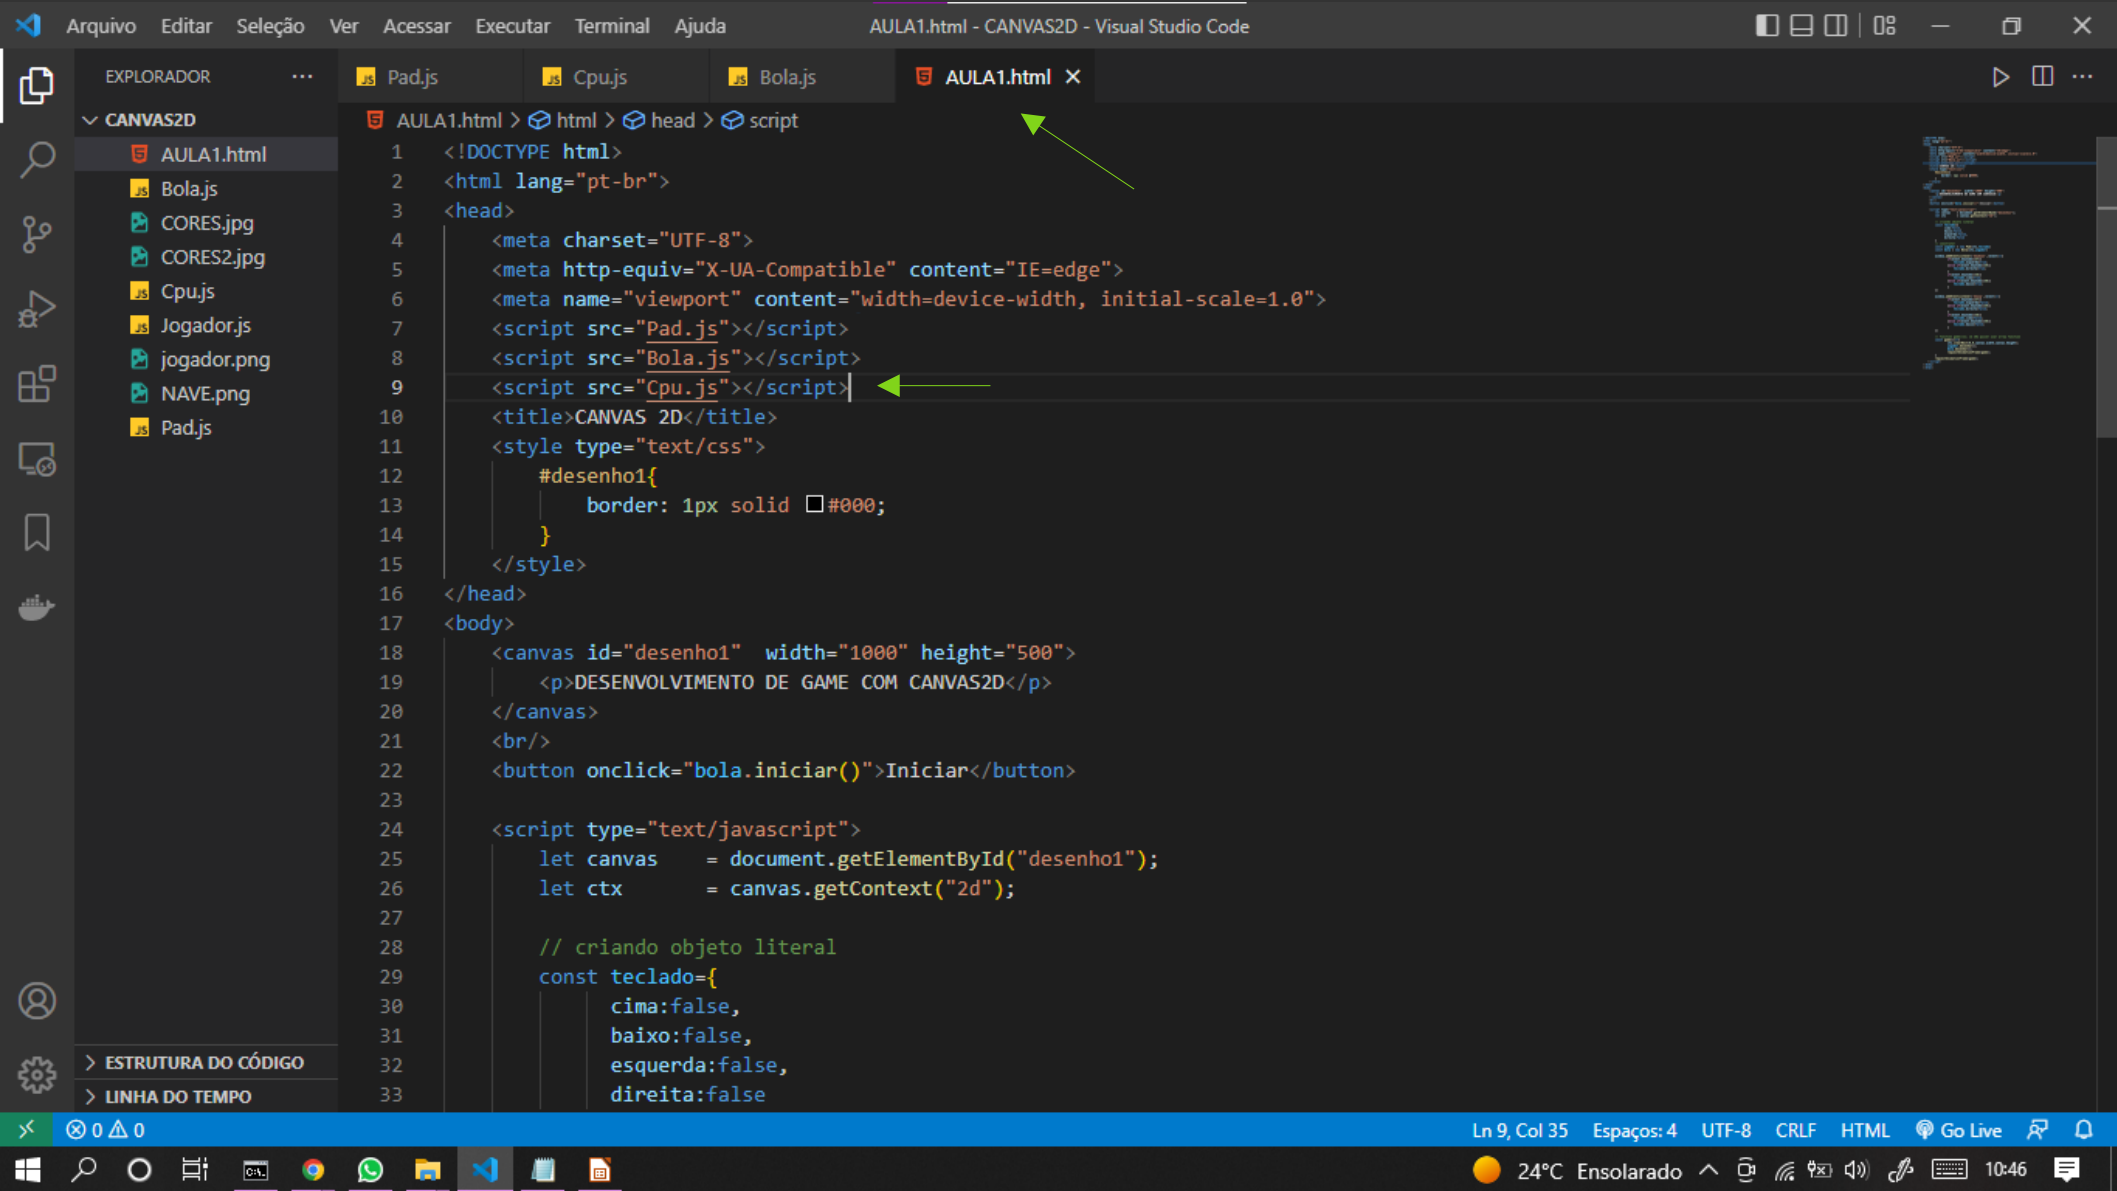 Arquivo Editar Seleção Ver Acessar Executar Terminal Ajuda AULA1.html - CANVAS2D - Visual Studio Code
EXPLORADOR ··· Pad.js Cpu.js Bola.js AULA1.html
CANVAS2D
AULA1.html
Bola.js
CORES.jpg
CORES2.jpg
Cpu.js
Jogador.js
jogador.png
NAVE.png
Pad.js
ESTRUTURA DO CÓDIGO
LINHA DO TEMPO
AULA1.html > html > head > script
1 <!DOCTYPE html>
2 <html lang="pt-br">
3 <head>
4 <meta charset="UTF-8">
5 <meta http-equiv="X-UA-Compatible" content="IE=edge">
6 <meta name="viewport" content="width=device-width, initial-scale=1.0">
7 <script src="Pad.js"></script>
8 <script src="Bola.js"></script>
9 <script src="Cpu.js"></script>
10 <title>CANVAS 2D</title>
11 <style type="text/css">
12 #desenho1{
13 border: 1px solid #000;
14 }
15 </style>
16 </head>
17 <body>
18 <canvas id="desenho1"  width="1000" height="500">
19 <p>DESENVOLVIMENTO DE GAME COM CANVAS2D</p>
20 </canvas>
21 <br/>
22 <button onclick="bola.iniciar()">Iniciar</button>
23
24 <script type="text/javascript">
25 let canvas    = document.getElementById("desenho1");
26 let ctx       = canvas.getContext("2d");
27
28 // criando objeto literal
29 const teclado={
30 cima:false,
31 baixo:false,
32 esquerda:false,
33 direita:false
0 0 Ln 9, Col 35 Espaços: 4 UTF-8 CRLF HTML Go Live
24°C Ensolarado 10:46